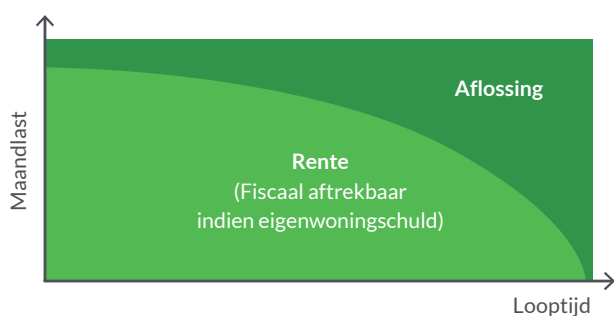 Maandlast
Aflossing
Rente
(Fiscaal aftrekbaar
indien eigenwoningschuld)
Looptijd